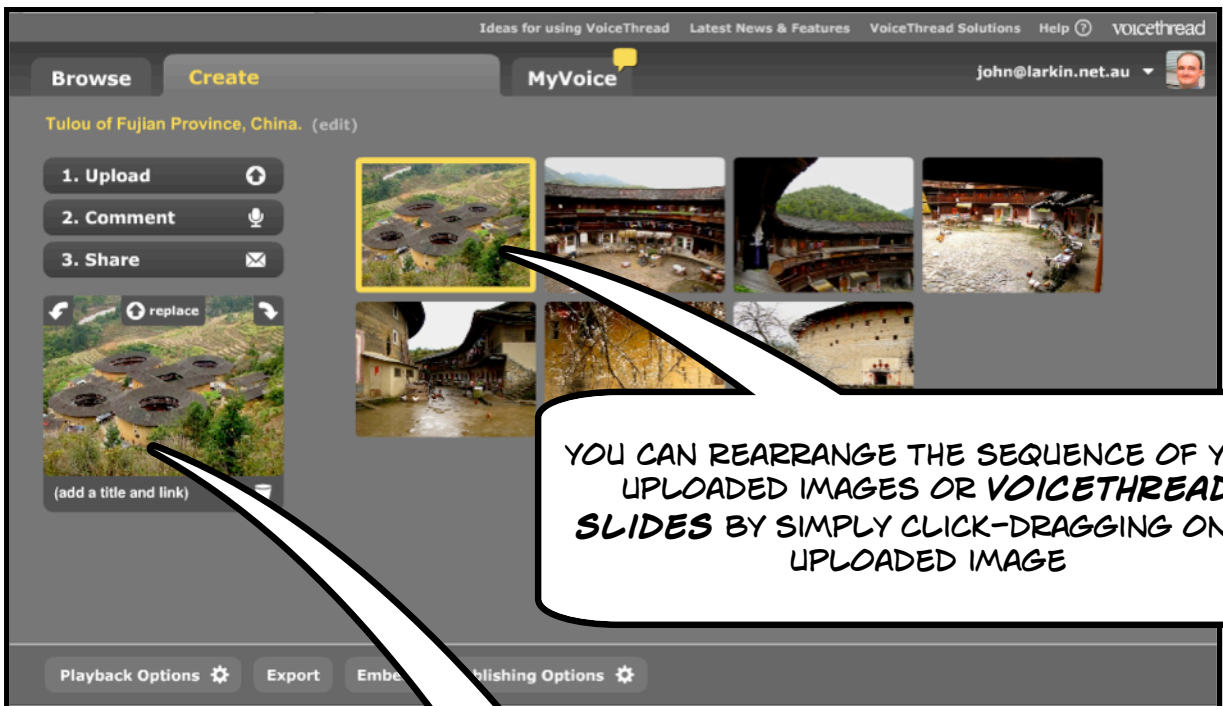 Ideas for using VoiceThread Latest News & Features VoiceThread Solutions Help ? voicethread
Browse Create MyVoice john@larkin.net.au
Tulou of Fujian Province, China. (edit)
1. Upload
2. Comment
3. Share
replace
(add a title and link)
YOU CAN REARRANGE THE SEQUENCE OF
UPLOADED IMAGES OR VOICETHREAD
SLIDES BY SIMPLY CLICK-DRAGGING ON
UPLOADED IMAGE
Playback Options Export Options